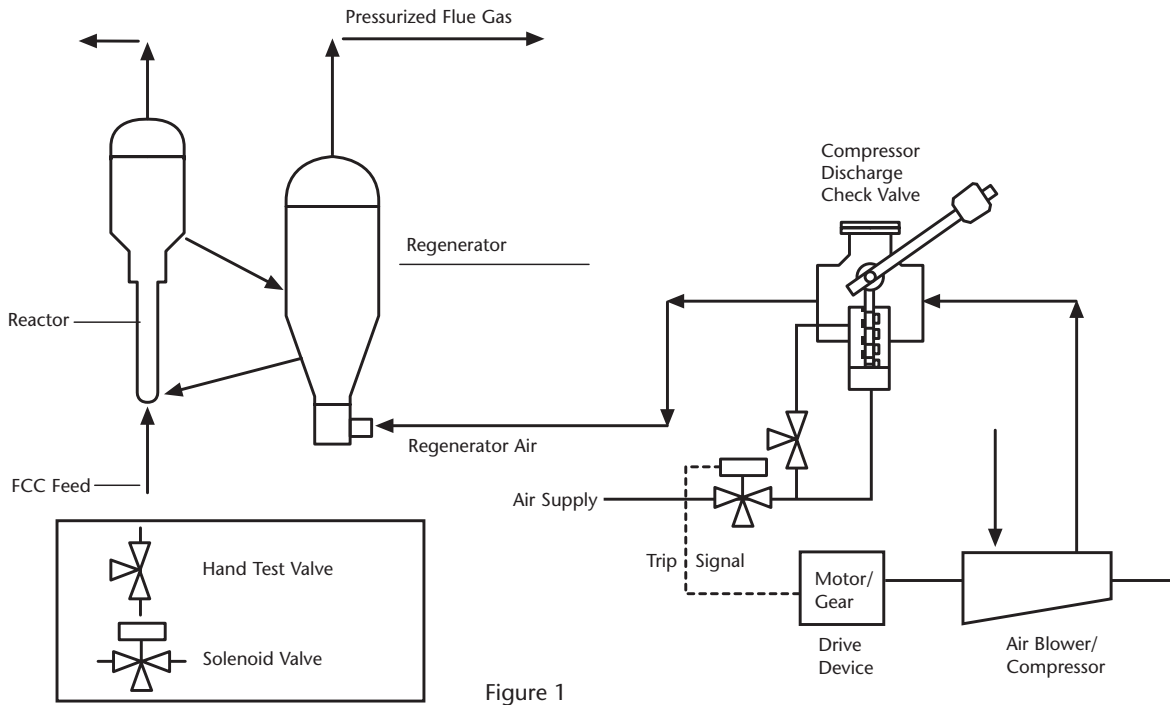 Pressurized Flue Gas
Compressor
Discharge
Check Valve
Regenerator
Reactor
Regenerator Air
FCC Feed
Air Supply
Trip Signal
Motor/
Gear
Drive
Device
Air Blower/
Compressor
Hand Test Valve
Solenoid Valve
Figure 1